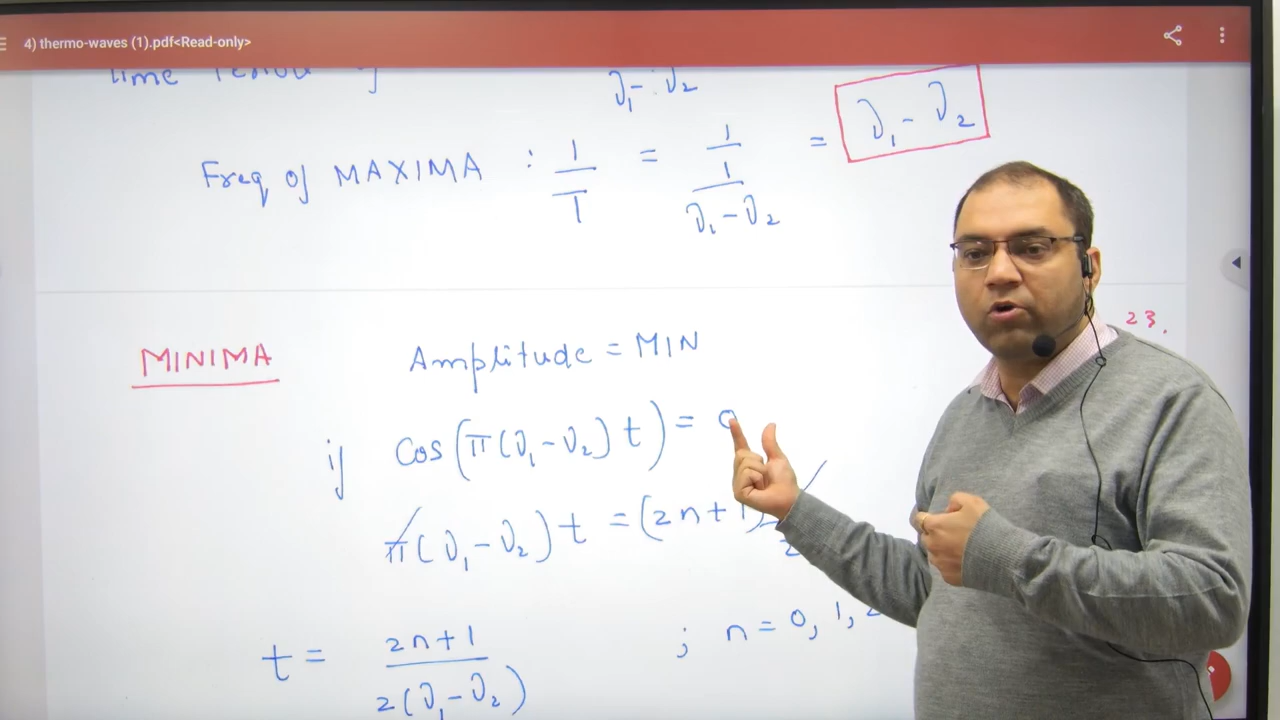 4) thermo-waves (1).pdf<Read-only>
time
ν₁ - ν₂
Freq of MAXIMA : 1/T = 1/(1/(ν₁ - ν₂)) = ν₁ - ν₂
23.
MINIMA Amplitude = MIN
if Cos(π(ν₁ - ν₂) t) = 0
π(ν₁ - ν₂) t = (2n+1)
t = (2n+1)/(2(ν₁ - ν₂)) ; n = 0, 1,